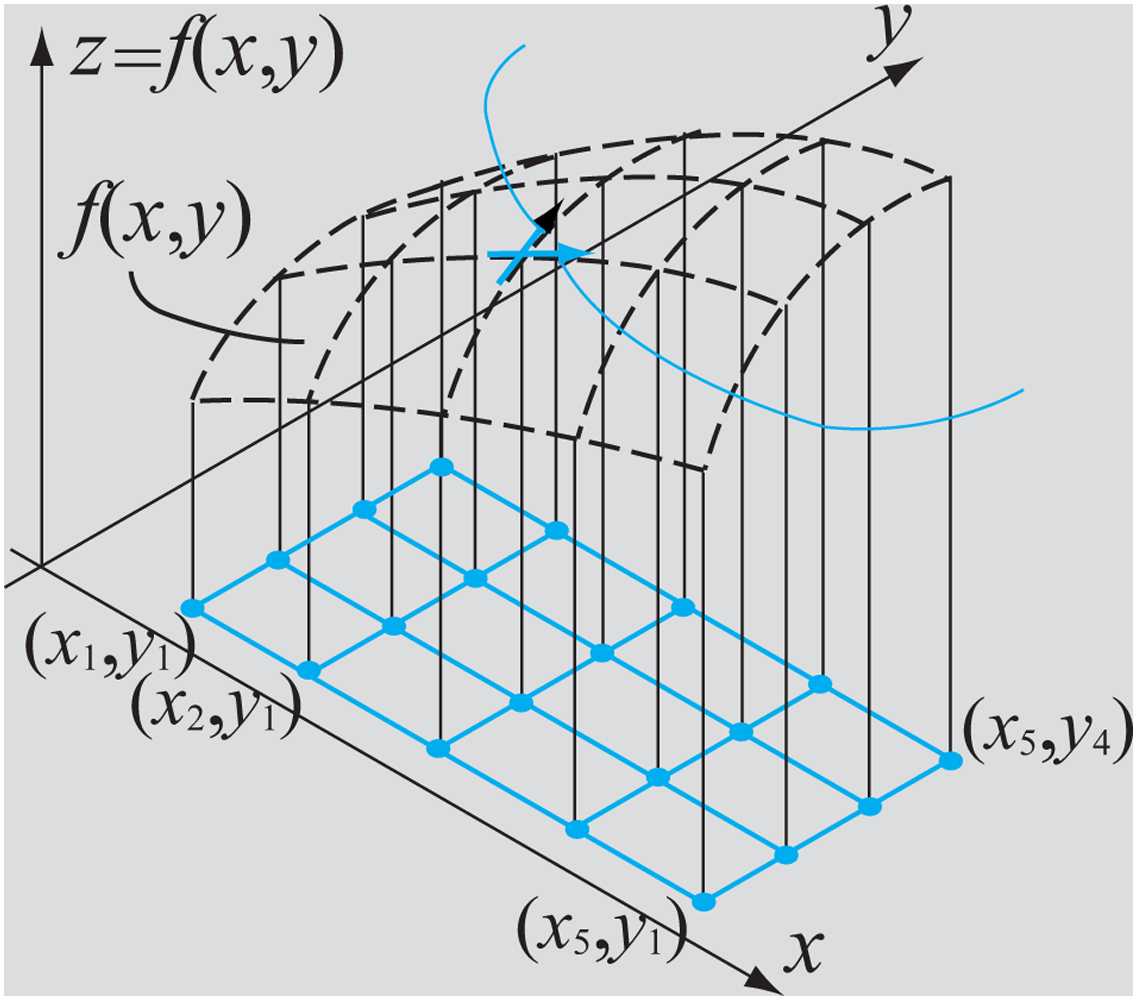 y
z=f(x,y)
f(x,y)
(x₁,y₁)
(x₂,y₁)
(x₅,y₄)
(x₅,y₁)
x